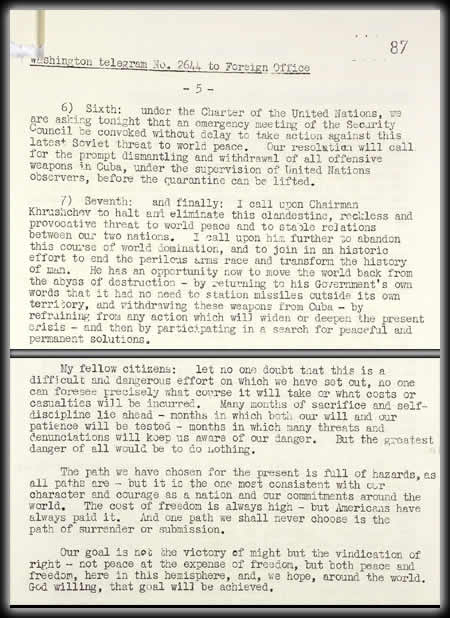 87
Washington telegram No. 2644 to Foreign Office
- 5 -
6) Sixth: under the Charter of the United Nations, we
are asking tonight that an emergency meeting of the Security
Council be convoked without delay to take action against this
latest Soviet threat to world peace. Our resolution will call
for the prompt dismantling and withdrawal of all offensive
weapons in Cuba, under the supervision of United Nations
observers, before the quarantine can be lifted.
7) Seventh: and finally: I call upon Chairman
Khrushchev to halt and eliminate this clandestine, reckless and
provocative threat to world peace and to stable relations
between our two nations. I call upon him further to abandon
this course of world domination, and to join in an historic
effort to end the perilous arms race and transform the history
of man. He has an opportunity now to move the world back from
the abyss of destruction - by returning to his Government's own
words that it had no need to station missiles outside its own
territory, and withdrawing these weapons from Cuba - by
refraining from any action which will widen or deepen the present
crisis - and then by participating in a search for peaceful and
permanent solutions.
My fellow citizens: let no one doubt that this is a
difficult and dangerous effort on which we have set out, no one
can foresee precisely what course it will take or what costs or
casualties will be incurred. Many months of sacrifice and self-
discipline lie ahead - months in which both our will and our
patience will be tested - months in which many threats and
denunciations will keep us aware of our danger. But the greatest
danger of all would be to do nothing.
The path we have chosen for the present is full of hazards, as
all paths are - but it is the one most consistent with our
character and courage as a nation and our commitments around the
world. The cost of freedom is always high - but Americans have
always paid it. And one path we shall never choose is the
path of surrender or submission.
Our goal is not the victory of might but the vindication of
right - not peace at the expense of freedom, but both peace and
freedom, here in this hemisphere, and, we hope, around the world.
God willing, that goal will be achieved.